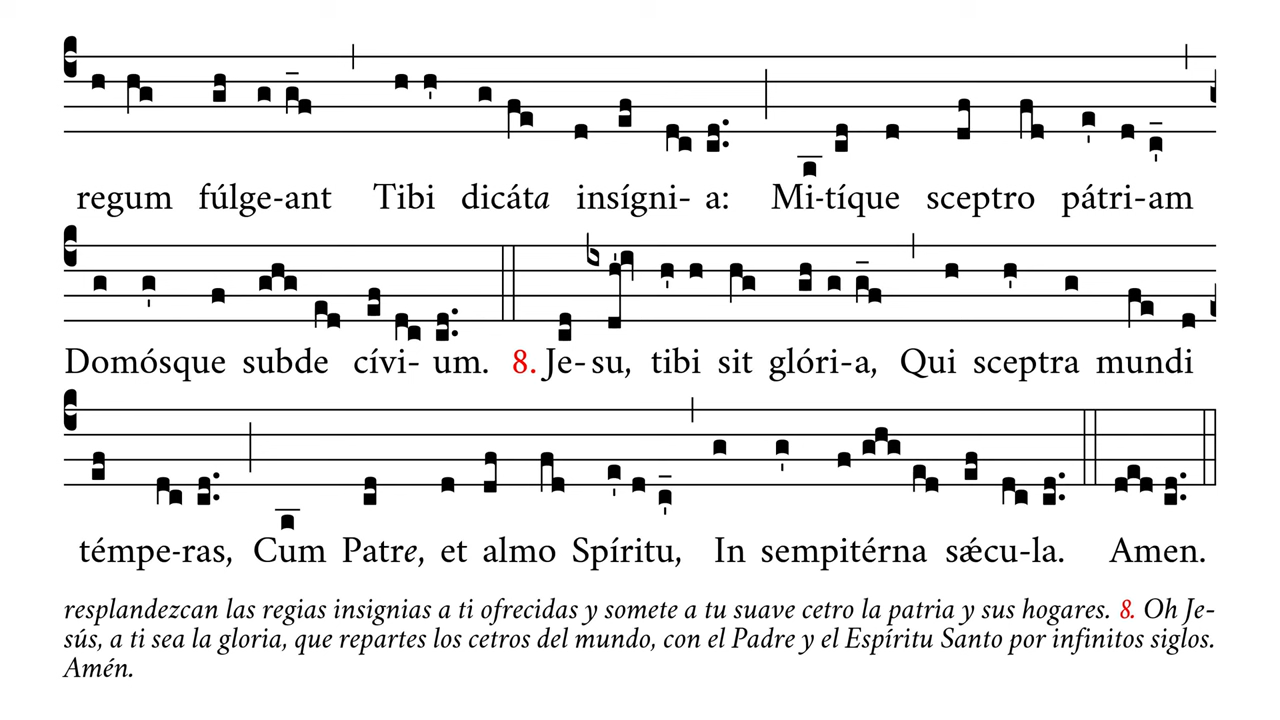 regum fúlge-ant Tibi dicáta insígni- a: Mi-tíque sceptro pátri-am
Domósque subde cívi- um. 8. Je- su, tibi sit glóri-a, Qui sceptra mundi
témpe-ras, Cum Patre, et almo Spíritu, In sempitérna sǽcu-la. Amen.
resplandezcan las regias insignias a ti ofrecidas y somete a tu suave cetro la patria y sus hogares. 8. Oh Je-
sús, a ti sea la gloria, que repartes los cetros del mundo, con el Padre y el Espíritu Santo por infinitos siglos.
Amén.